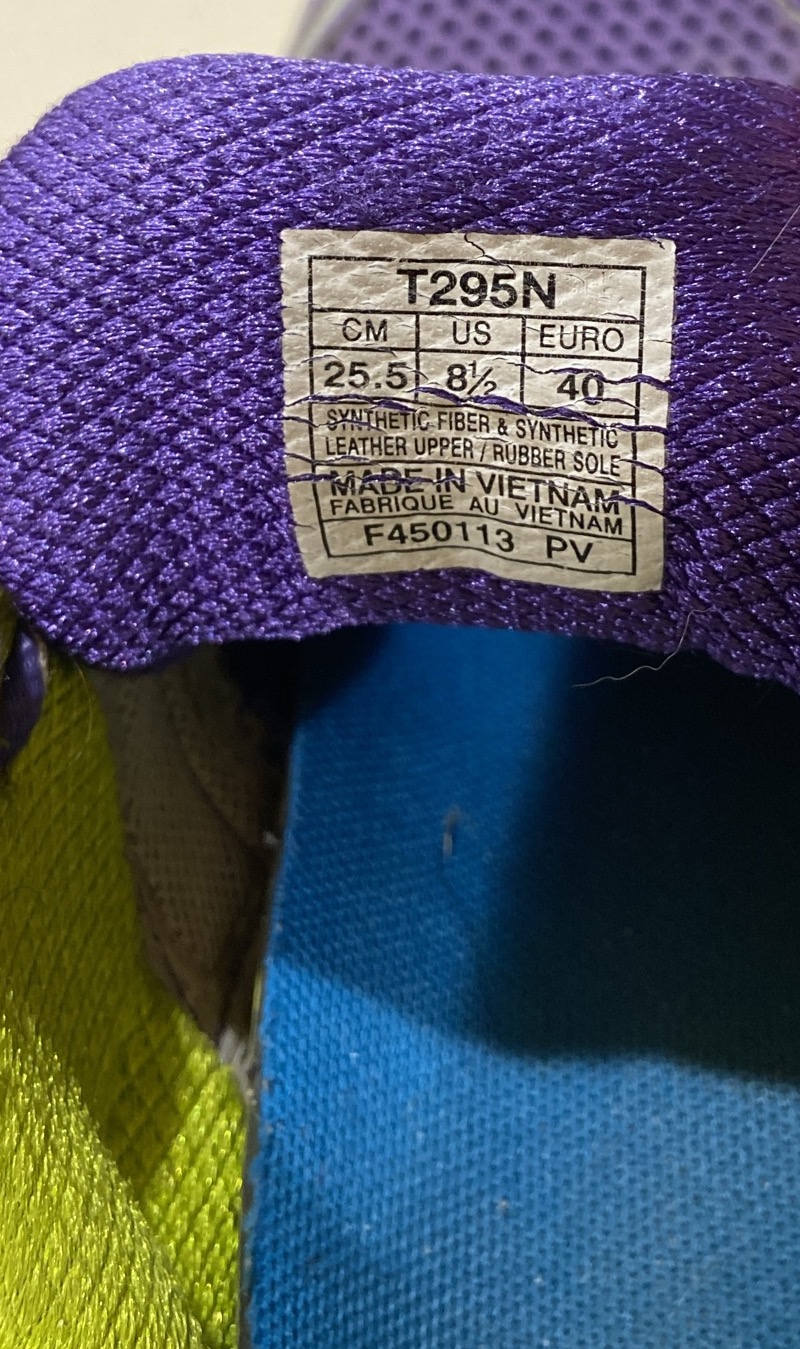 T295N
CM US EURO
25.5 8½ 40
SYNTHETIC FIBER & SYNTHETIC
LEATHER UPPER / RUBBER SOLE
MADE IN VIETNAM
FABRIQUE AU VIETNAM
F450113 PV